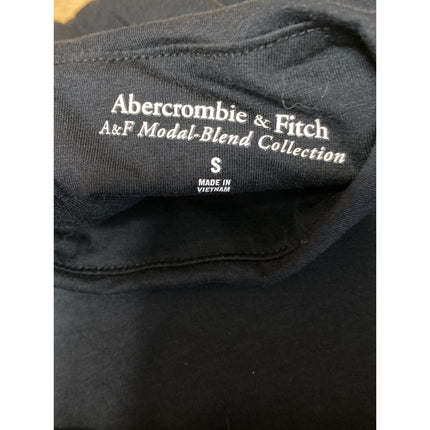 Abercrombie & Fitch
A&F Modal-Blend Collection
S
MADE IN
VIETNAM